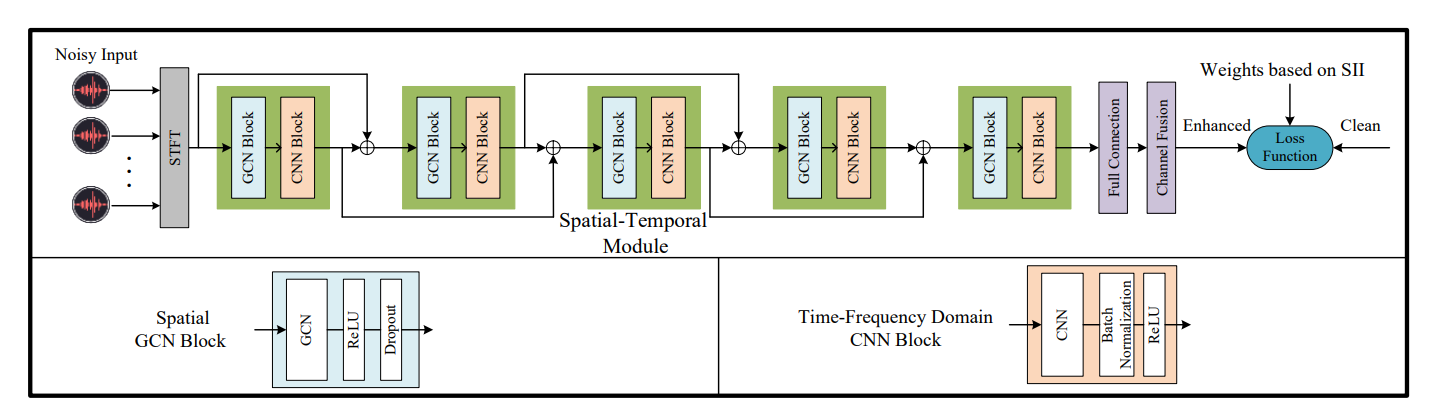 Noisy Input
STFT
GCN Block
CNN Block
GCN Block
CNN Block
GCN Block
CNN Block
GCN Block
CNN Block
GCN Block
CNN Block
Full Connection
Channel Fusion
Weights based on SII
Enhanced
Loss
Function
Clean
Spatial-Temporal
Module
Spatial
GCN Block
GCN
ReLU
Dropout
Time-Frequency Domain
CNN Block
CNN
Batch
Normalization
ReLU